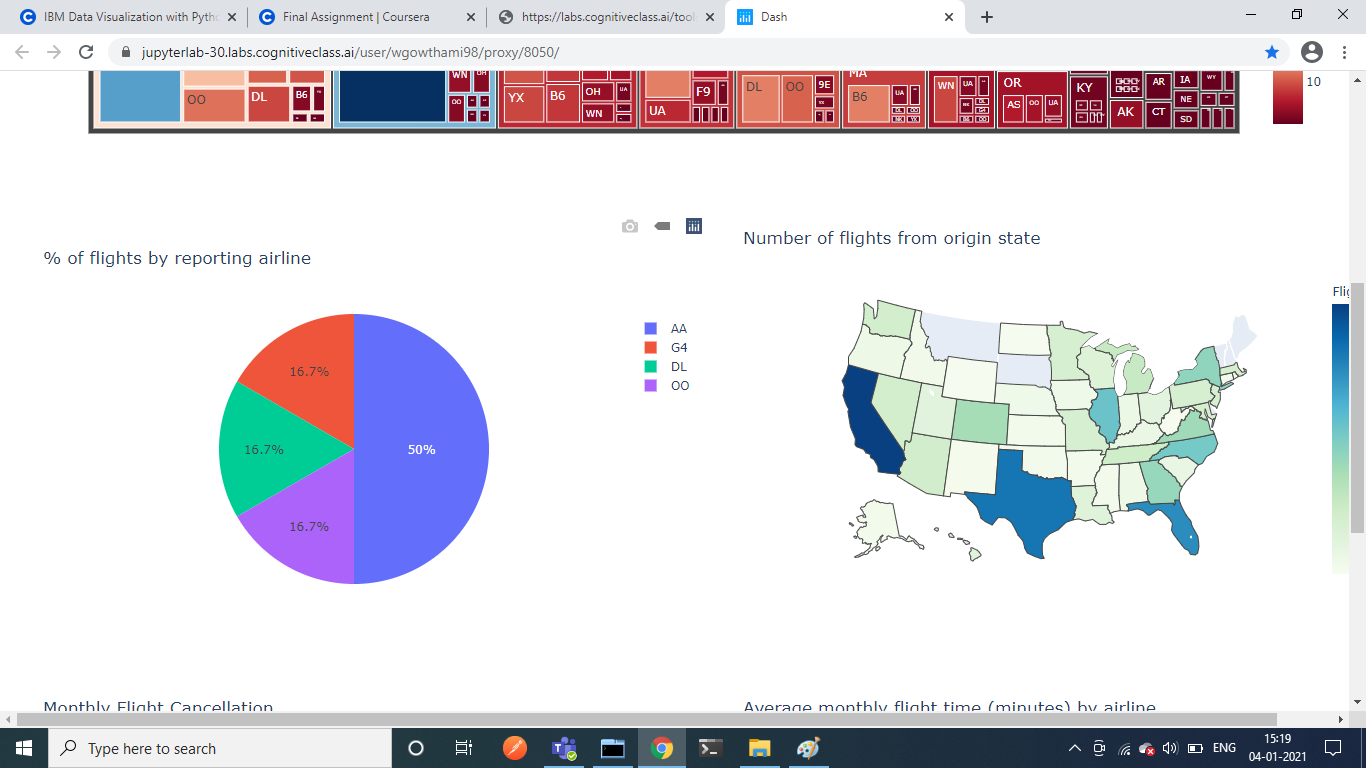 IBM Data Visualization with Pytho
Final Assignment | Coursera
https://labs.cognitiveclass.ai/tool
Dash
jupyterlab-30.labs.cognitiveclass.ai/user/wgowthami98/proxy/8050/
OO DL B6 WN OH OO YX B6 OH UA WN UA F9 DL OO 9E MA B6 UA WN UA OR AS OO UA KY AK AR CT IA NE SD WY
10
% of flights by reporting airline
Number of flights from origin state
AA
G4
DL
OO
16.7%
16.7%
50%
16.7%
Flig
Monthly Flight Cancellation
Average monthly flight time (minutes) by airline
Type here to search
ENG
15:19
04-01-2021